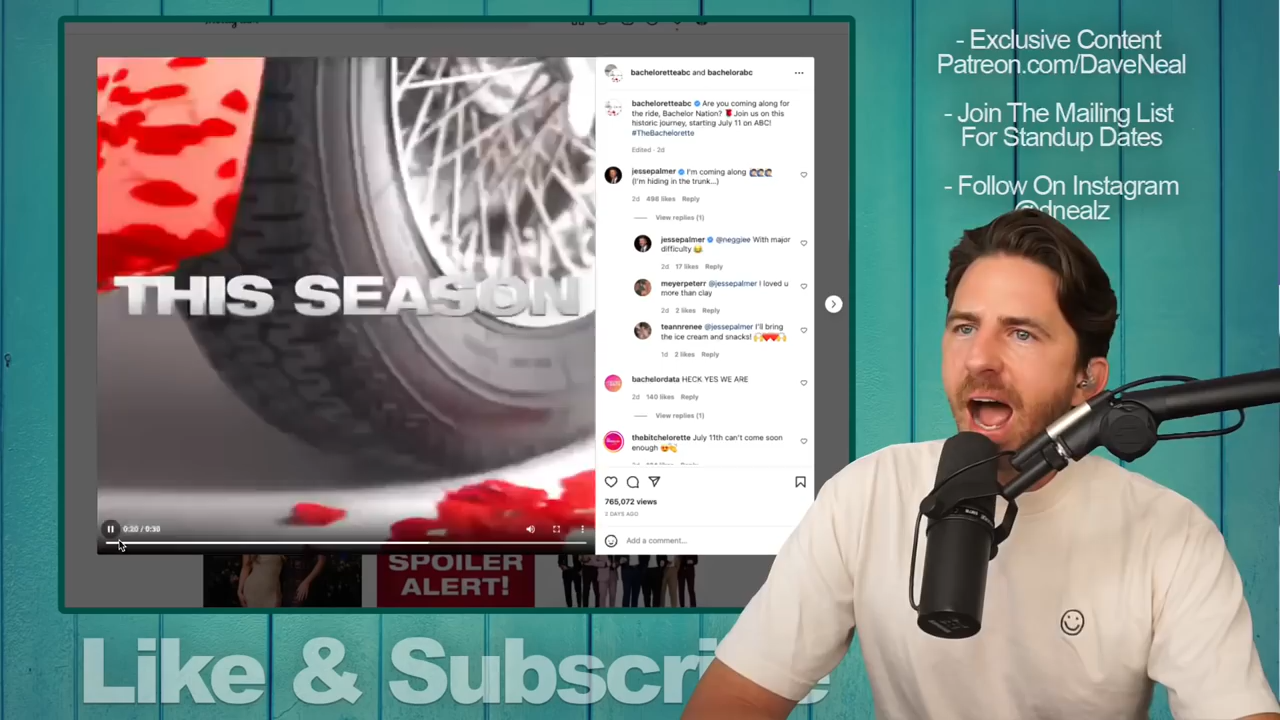 THIS SEASON
0:20 / 0:30
SPOILER
ALERT!
bacheloretteabc and bachelorabc
bacheloretteabc Are you coming along for
the ride, Bachelor Nation? Join us on this
historic journey, starting July 11 on ABC!
#TheBachelorette
Edited · 2d
jessepalmer I'm coming along
(I'm hiding in the trunk...)
2d 498 likes Reply
View replies (1)
jessepalmer @neggiee With major
difficulty
2d 17 likes Reply
meyerpeterr @jessepalmer I loved u
more than clay
2d 2 likes Reply
teannrenee @jessepalmer I'll bring
the ice cream and snacks!
1d 2 likes Reply
bachelordata HECK YES WE ARE
2d 140 likes Reply
View replies (1)
thebitchelorette July 11th can't come soon
enough
765,072 views
2 DAYS AGO
Add a comment...
- Exclusive Content
Patreon.com/DaveNeal
- Join The Mailing List
For Standup Dates
- Follow On Instagram
@dnealz
Like & Subscri